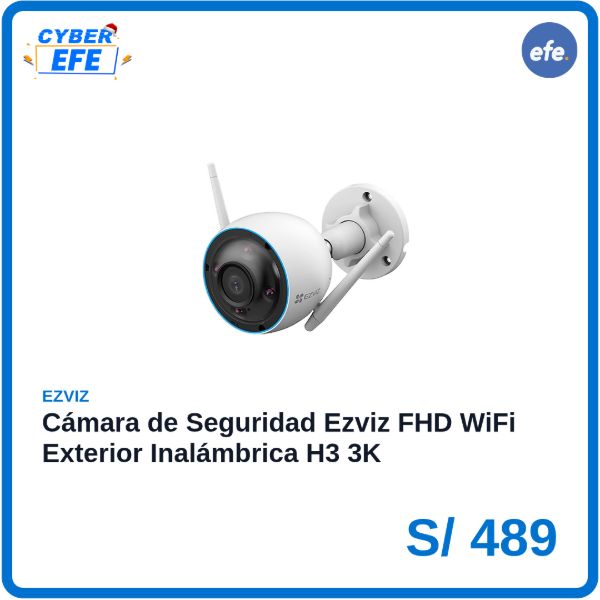 CYBER
EFE
efe.
EZVIZ
EZVIZ
Cámara de Seguridad Ezviz FHD WiFi
Exterior Inalámbrica H3 3K
S/ 489